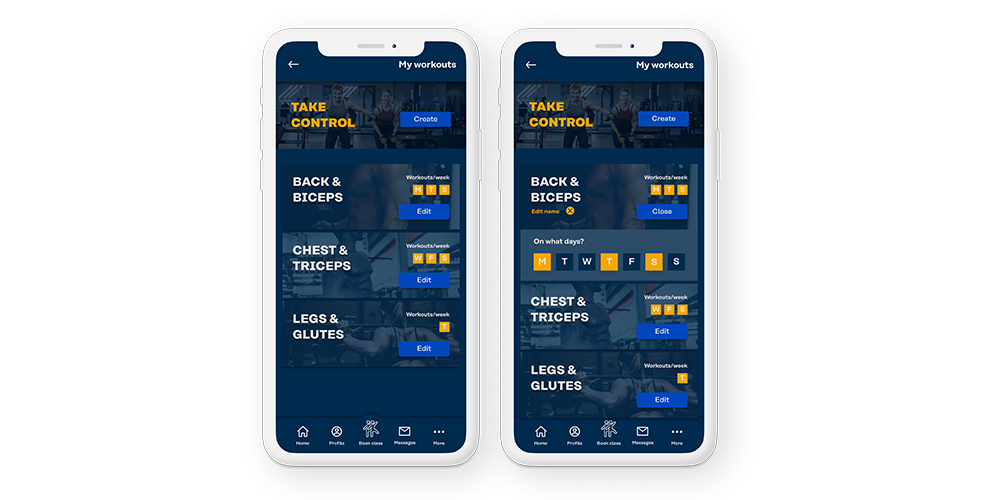 My workouts
TAKE
CONTROL
Create
BACK &
BICEPS
Workouts/week
M T S
Edit
CHEST &
TRICEPS
Workouts/week
W F S
Edit
LEGS &
GLUTES
Workouts/week
T
Edit
Home Profile Book class Messages More
My workouts
TAKE
CONTROL
Create
BACK &
BICEPS
Edit name
Workouts/week
M T S
Close
On what days?
M T W T F S S
CHEST &
TRICEPS
Workouts/week
W F S
Edit
LEGS &
GLUTES
Workouts/week
T
Edit
Home Profile Book class Messages More